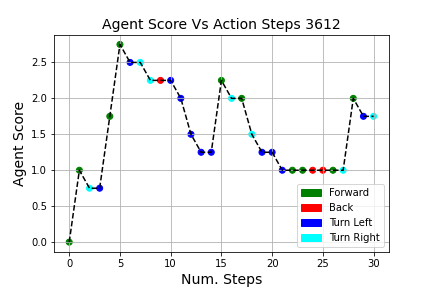 Agent Score Vs Action Steps 3612
Agent Score
2.5
2.0
1.5
1.0
0.5
0.0
Forward
Back
Turn Left
Turn Right
0 5 10 15 20 25 30
Num. Steps